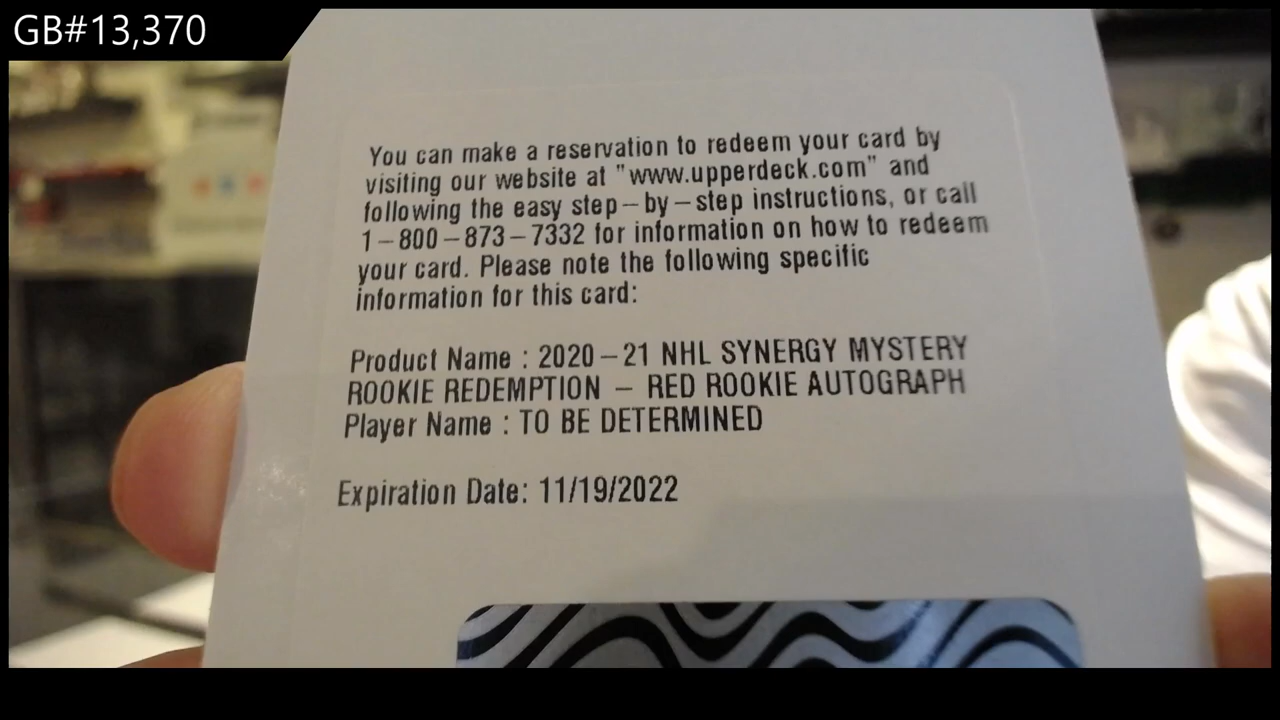 GB#13,370
You can make a reservation to redeem your card by
visiting our website at "www.upperdeck.com" and
following the easy step-by-step instructions, or call
1-800-873-7332 for information on how to redeem
your card. Please note the following specific
information for this card:
Product Name : 2020-21 NHL SYNERGY MYSTERY
ROOKIE REDEMPTION - RED ROOKIE AUTOGRAPH
Player Name : TO BE DETERMINED
Expiration Date: 11/19/2022